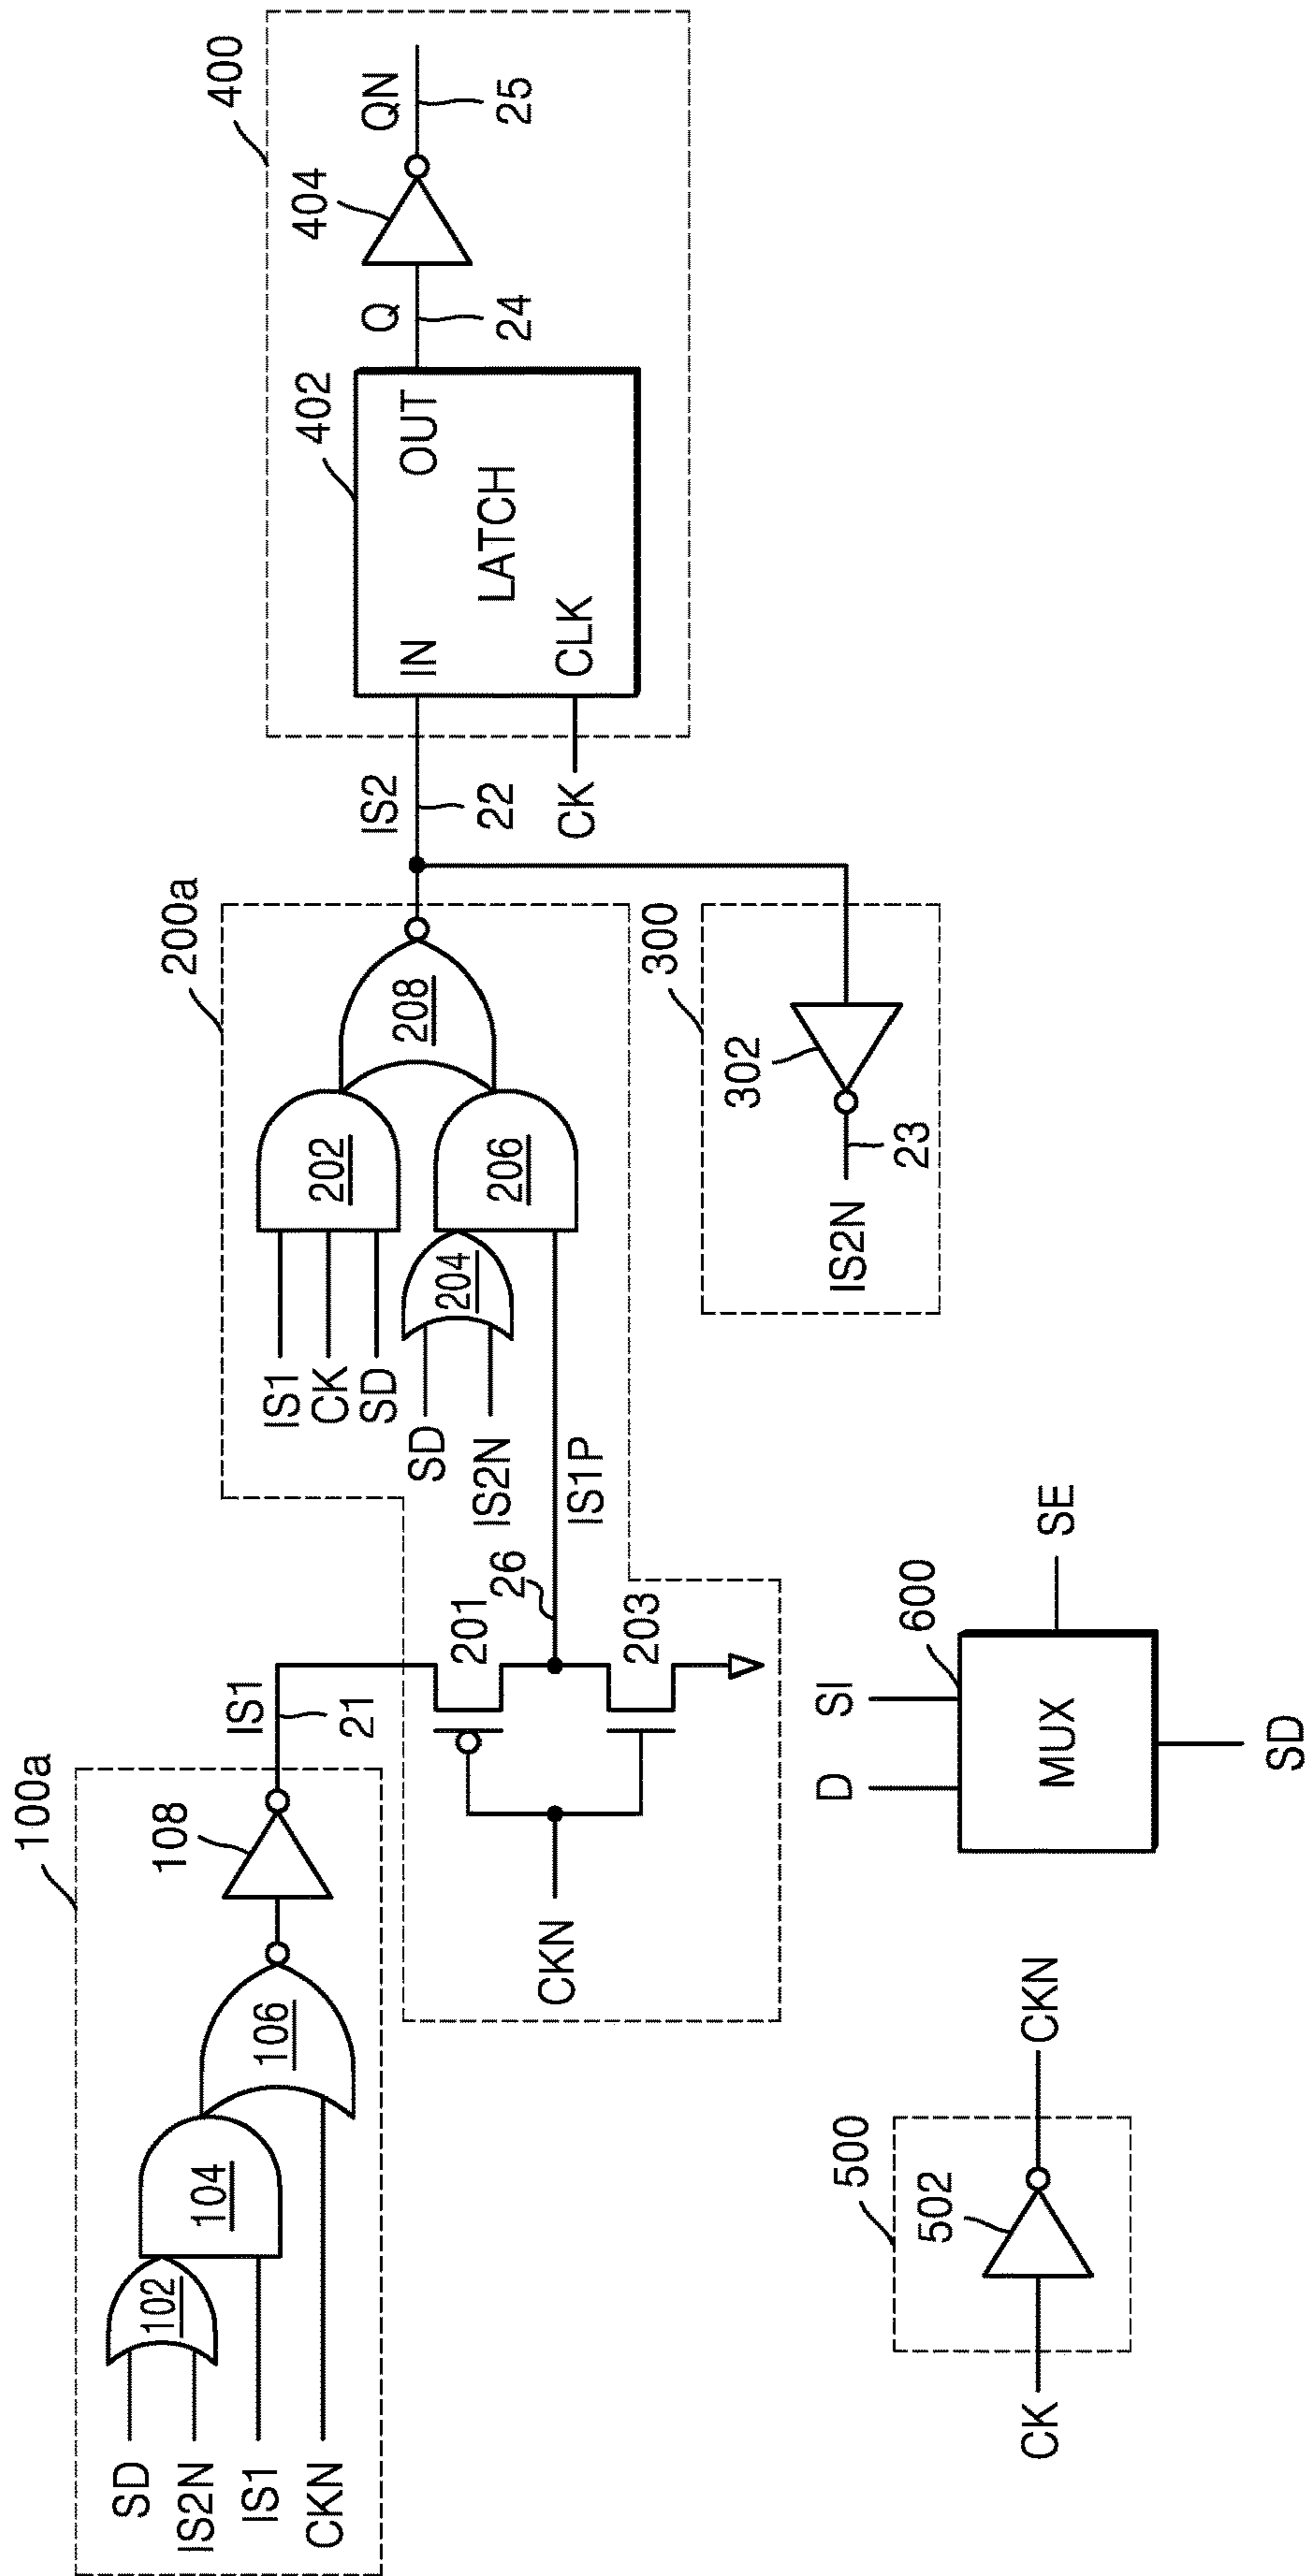 100a
SD
IS2N
IS1
CKN
102
104
106
108
IS1
21
200a
CKN
201
203
26
IS1P
IS1
CK
SD
SD
IS2N
202
204
206
208
IS2
22
CK
400
402
IN
OUT
LATCH
CLK
Q
24
404
QN
25
300
302
IS2N
23
500
CK
502
CKN
600
D
SI
MUX
SE
SD